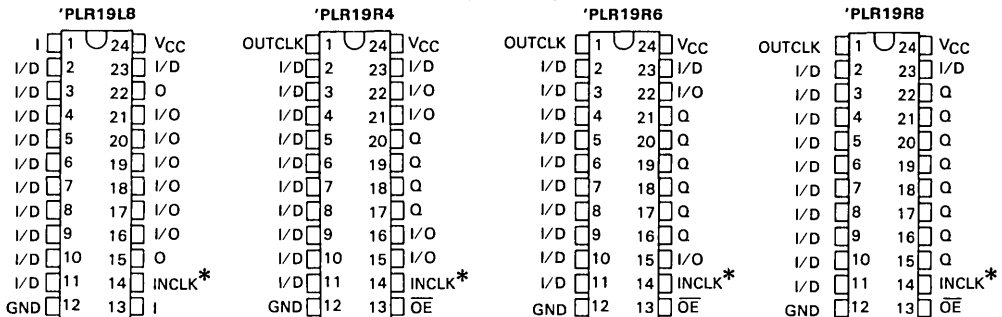 'PLR19L8 'PLR19R4 'PLR19R6 'PLR19R8
I 1 24 VCC OUTCLK 1 24 VCC OUTCLK 1 24 VCC OUTCLK 1 24 VCC
I/D 2 23 I/D I/D 2 23 I/D I/D 2 23 I/D I/D 2 23 I/D
I/D 3 22 O I/D 3 22 I/O I/D 3 22 I/O I/D 3 22 Q
I/D 4 21 I/O I/D 4 21 I/O I/D 4 21 Q I/D 4 21 Q
I/D 5 20 I/O I/D 5 20 Q I/D 5 20 Q I/D 5 20 Q
I/D 6 19 I/O I/D 6 19 Q I/D 6 19 Q I/D 6 19 Q
I/D 7 18 I/O I/D 7 18 Q I/D 7 18 Q I/D 7 18 Q
I/D 8 17 I/O I/D 8 17 Q I/D 8 17 Q I/D 8 17 Q
I/D 9 16 I/O I/D 9 16 I/O I/D 9 16 Q I/D 9 16 Q
I/D 10 15 O I/D 10 15 I/O I/D 10 15 I/O I/D 10 15 Q
I/D 11 14 INCLK* I/D 11 14 INCLK* I/D 11 14 INCLK* I/D 11 14 INCLK*
GND 12 13 I GND 12 13 O̅E̅ GND 12 13 O̅E̅ GND 12 13 O̅E̅